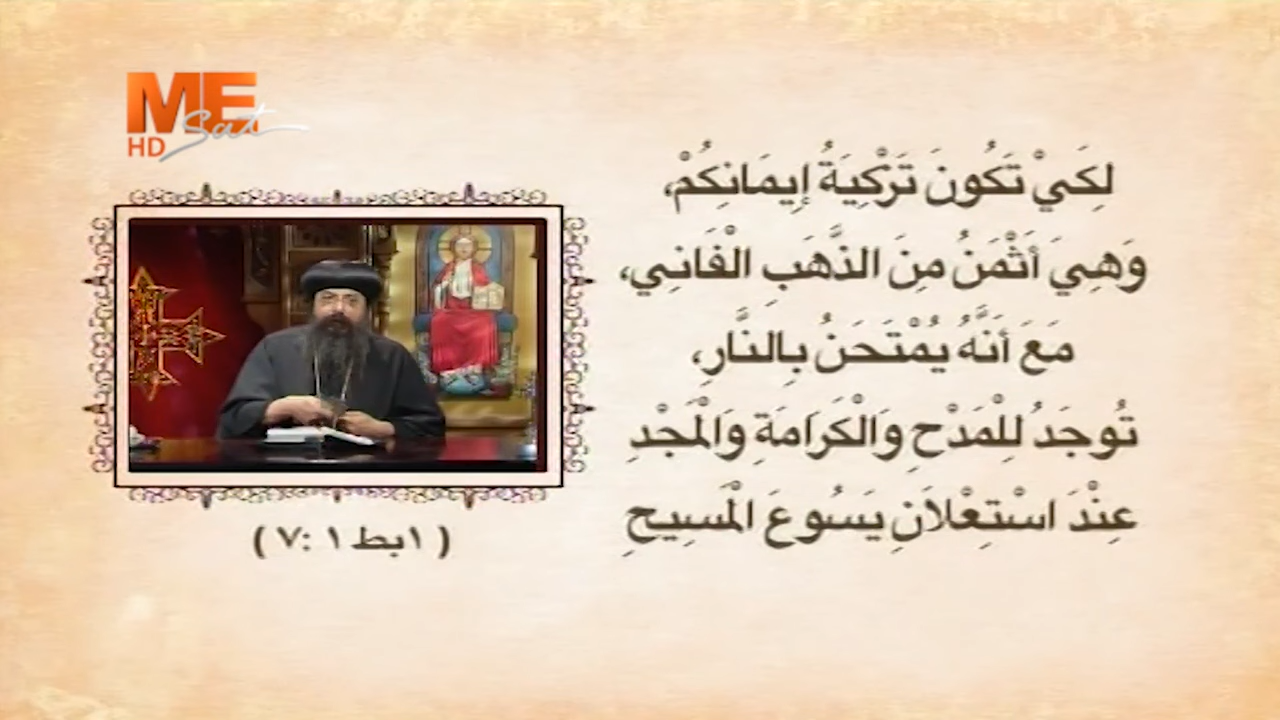 ME
Sat
HD
لِكَيْ تَكُونَ تَزْكِيَةُ إِيمَانِكُمْ،
وَهِيَ أَثْمَنُ مِنَ الذَّهَبِ الْفَانِي،
مَعَ أَنَّهُ يُمْتَحَنُ بِالنَّارِ،
تُوجَدُ لِلْمَدْحِ وَالْكَرَامَةِ وَالْمَجْدِ
عِنْدَ اسْتِعْلاَنِ يَسُوعَ الْمَسِيحِ
( ١بط ١ :٧ )